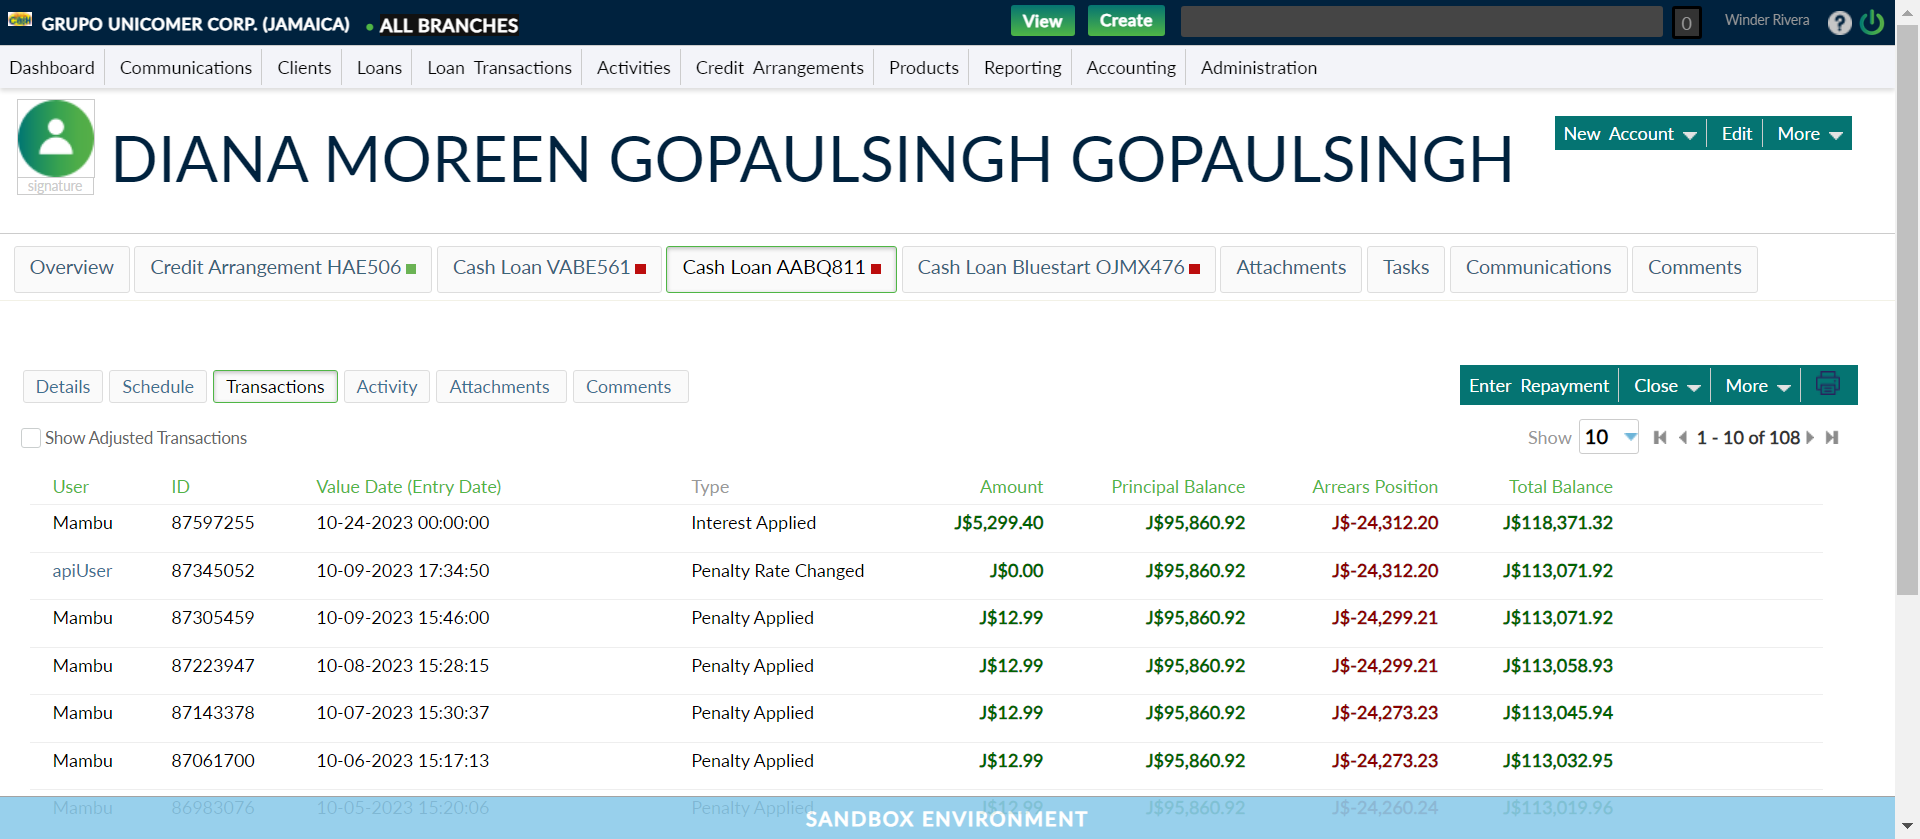 GRUPO UNICOMER CORP. (JAMAICA) • ALL BRANCHES View Create 0 Winder Rivera ?
Dashboard Communications Clients Loans Loan Transactions Activities Credit Arrangements Products Reporting Accounting Administration
DIANA MOREEN GOPAULSINGH GOPAULSINGH
New Account Edit More
signature
Overview Credit Arrangement HAE506 Cash Loan VABE561 Cash Loan AABQ811 Cash Loan Bluestart OJMX476 Attachments Tasks Communications Comments
Details Schedule Transactions Activity Attachments Comments Enter Repayment Close More
Show Adjusted Transactions Show 10 1 - 10 of 108
User ID Value Date (Entry Date) Type Amount Principal Balance Arrears Position Total Balance
Mambu 87597255 10-24-2023 00:00:00 Interest Applied J$5,299.40 J$95,860.92 J$-24,312.20 J$118,371.32
apiUser 87345052 10-09-2023 17:34:50 Penalty Rate Changed J$0.00 J$95,860.92 J$-24,312.20 J$113,071.92
Mambu 87305459 10-09-2023 15:46:00 Penalty Applied J$12.99 J$95,860.92 J$-24,299.21 J$113,071.92
Mambu 87223947 10-08-2023 15:28:15 Penalty Applied J$12.99 J$95,860.92 J$-24,299.21 J$113,058.93
Mambu 87143378 10-07-2023 15:30:37 Penalty Applied J$12.99 J$95,860.92 J$-24,273.23 J$113,045.94
Mambu 87061700 10-06-2023 15:17:13 Penalty Applied J$12.99 J$95,860.92 J$-24,273.23 J$113,032.95
Mambu 86983076 10-05-2023 15:20:06 Penalty Applied J$12.99 J$95,860.92 J$-24,260.24 J$113,019.96
SANDBOX ENVIRONMENT